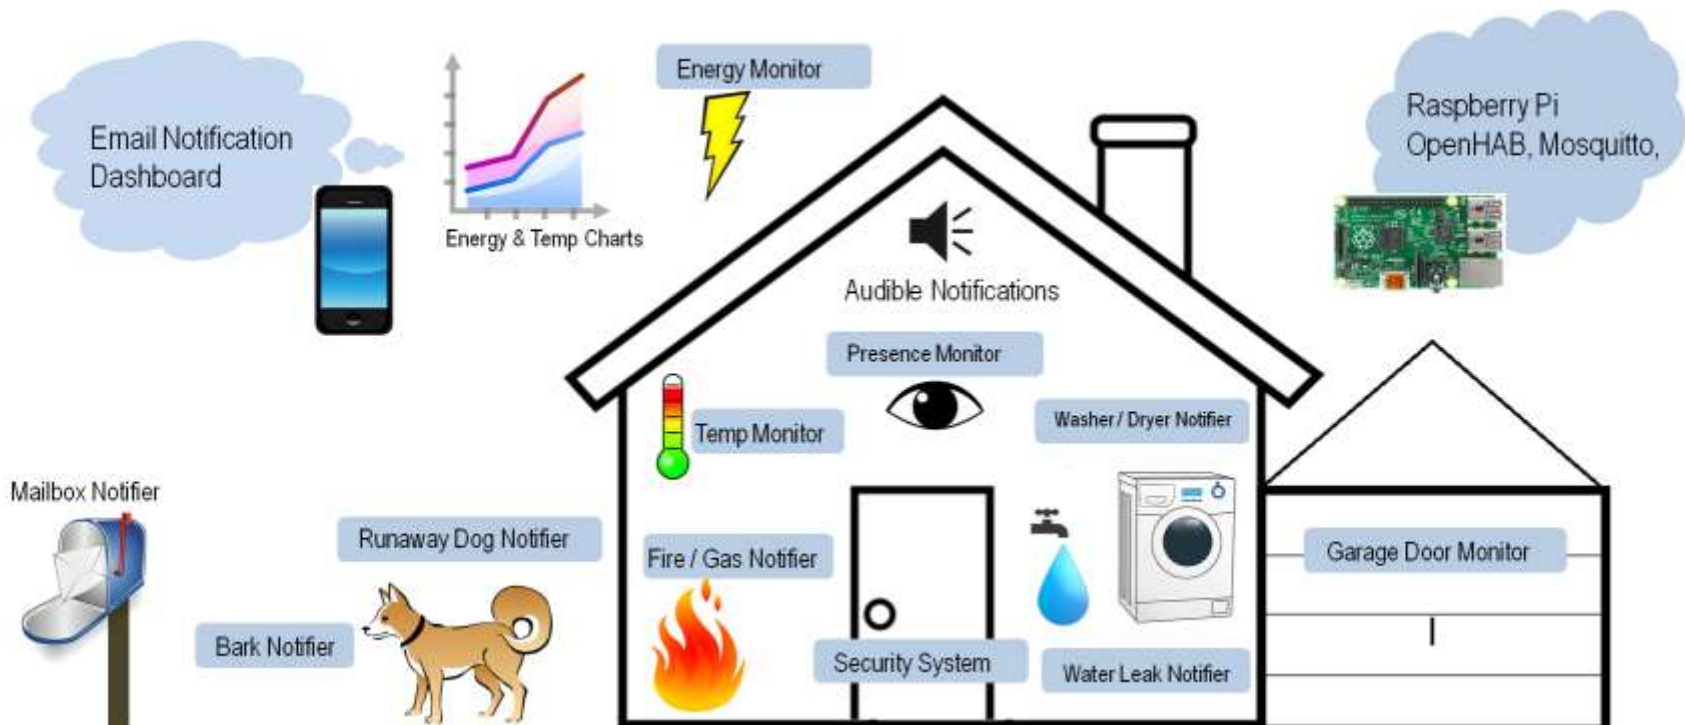 Energy Monitor
Email Notification
Dashboard
Raspberry Pi
OpenHAB, Mosquitto,
Energy & Temp Charts
Audible Notifications
Presence Monitor
Temp Monitor
Washer / Dryer Notifier
Mailbox Notifier
Runaway Dog Notifier
Fire / Gas Notifier
Garage Door Monitor
Bark Notifier
Security System
Water Leak Notifier